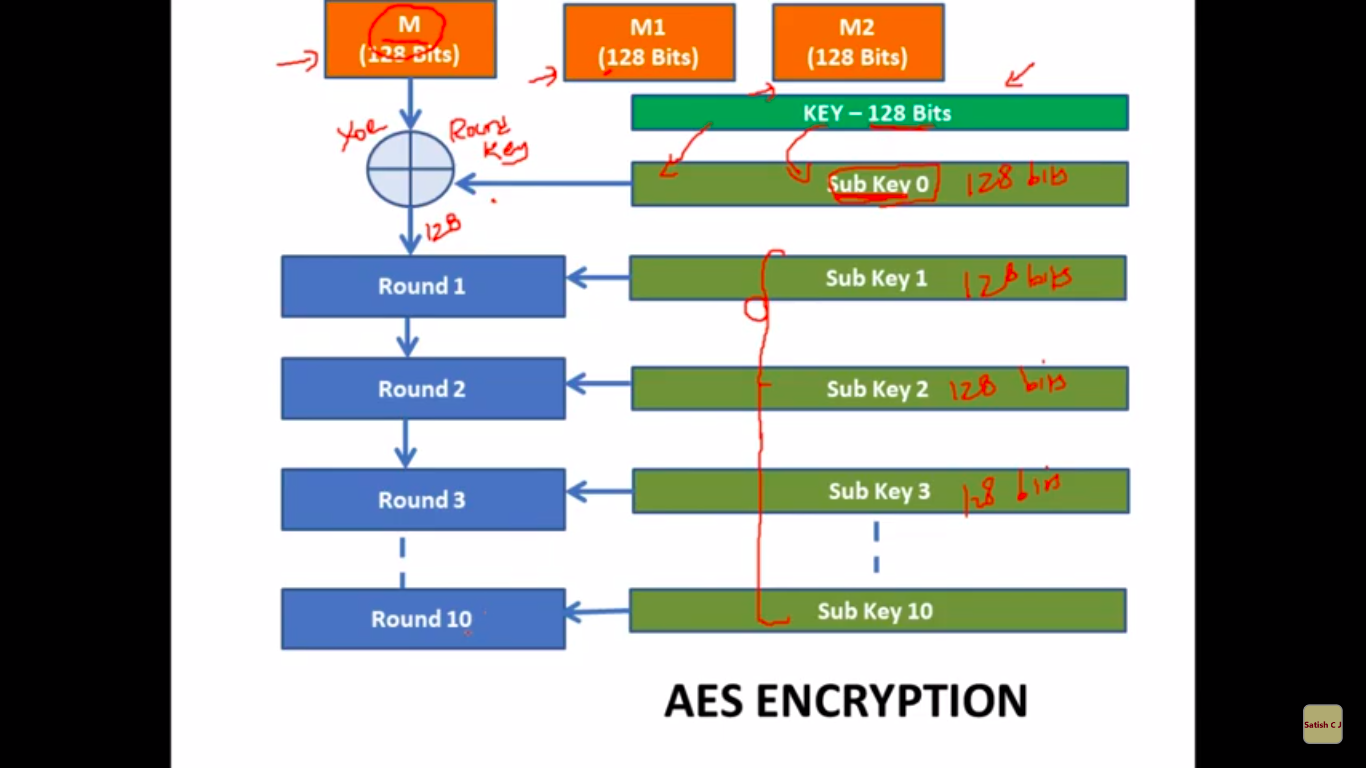 M
(128 Bits)
M1
(128 Bits)
M2
(128 Bits)
KEY – 128 Bits
Xor
Round
Key
Sub Key 0
128 bits
128
Round 1
Sub Key 1
128 bits
Round 2
Sub Key 2
128 bits
Round 3
Sub Key 3
128 bits
Round 10
Sub Key 10
AES ENCRYPTION
Satish C J